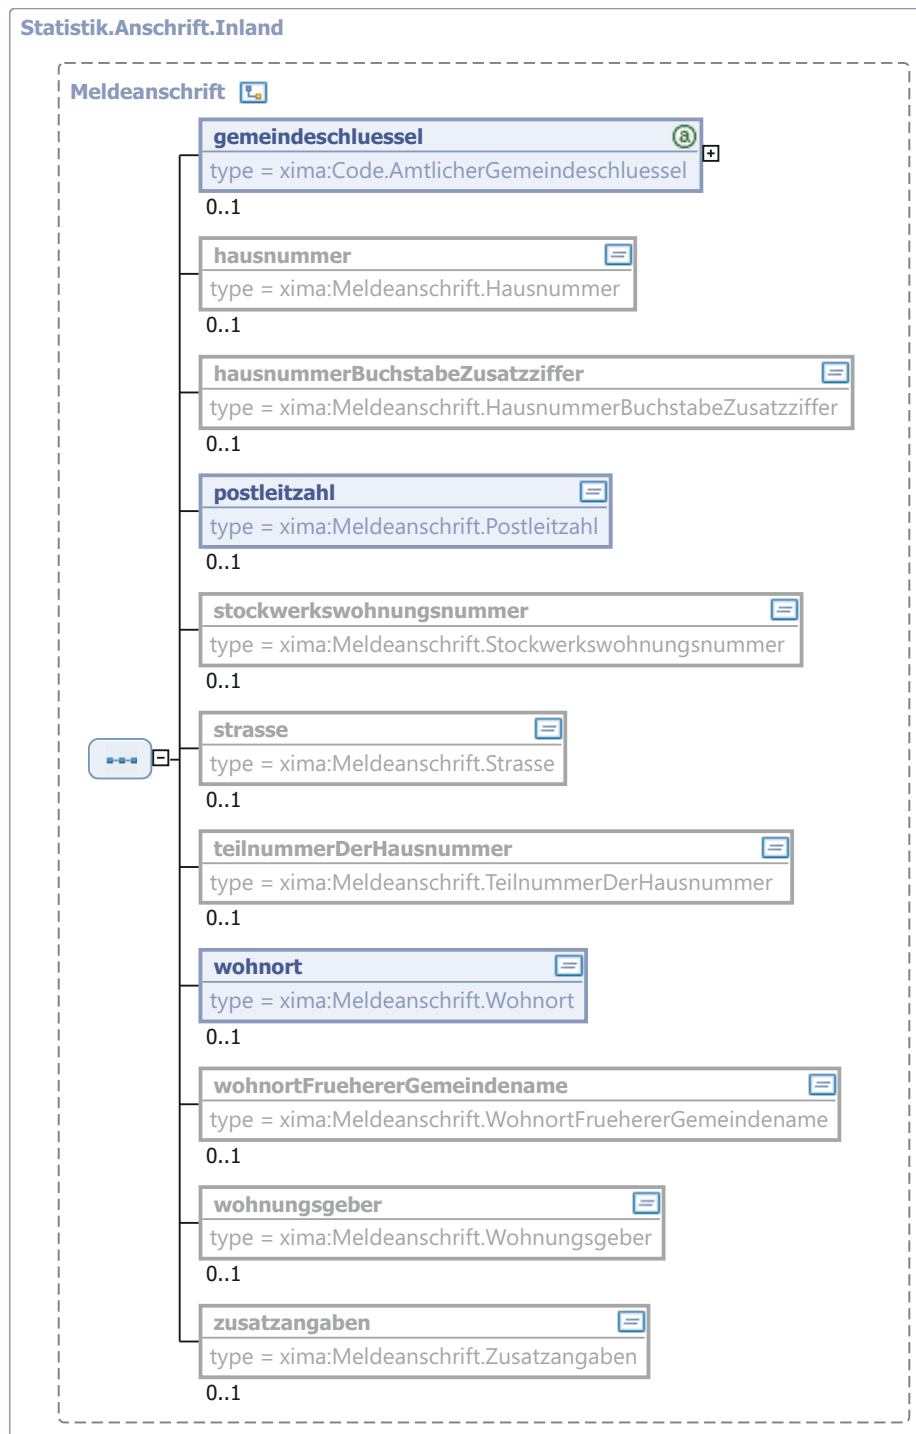 Statistik.Anschrift.Inland
Meldeanschrift
gemeindeschluessel
type = xima:Code.AmtlicherGemeindeschluessel
0..1
hausnummer
type = xima:Meldeanschrift.Hausnummer
0..1
hausnummerBuchstabeZusatzziffer
type = xima:Meldeanschrift.HausnummerBuchstabeZusatzziffer
0..1
postleitzahl
type = xima:Meldeanschrift.Postleitzahl
0..1
stockwerkswohnungsnummer
type = xima:Meldeanschrift.Stockwerkswohnungsnummer
0..1
strasse
type = xima:Meldeanschrift.Strasse
0..1
teilnummerDerHausnummer
type = xima:Meldeanschrift.TeilnummerDerHausnummer
0..1
wohnort
type = xima:Meldeanschrift.Wohnort
0..1
wohnortFruehererGemeindename
type = xima:Meldeanschrift.WohnortFruehererGemeindename
0..1
wohnungsgeber
type = xima:Meldeanschrift.Wohnungsgeber
0..1
zusatzangaben
type = xima:Meldeanschrift.Zusatzangaben
0..1